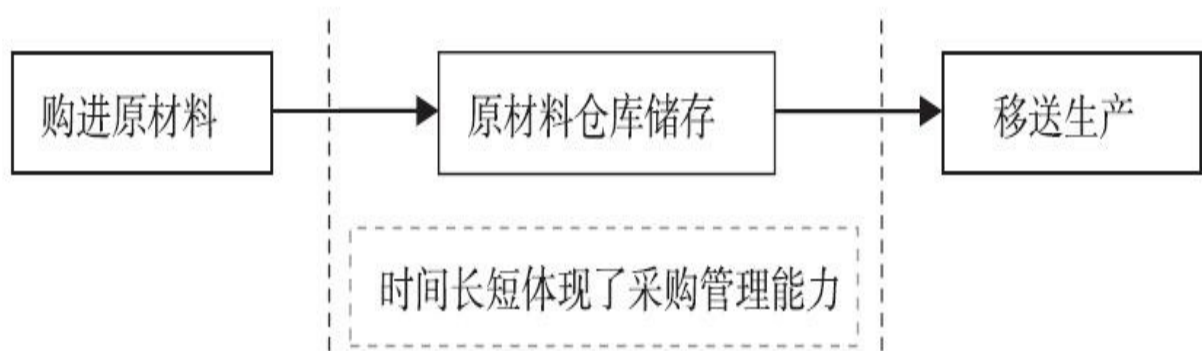 购进原材料
原材料仓库储存
移送生产
时间长短体现了采购管理能力